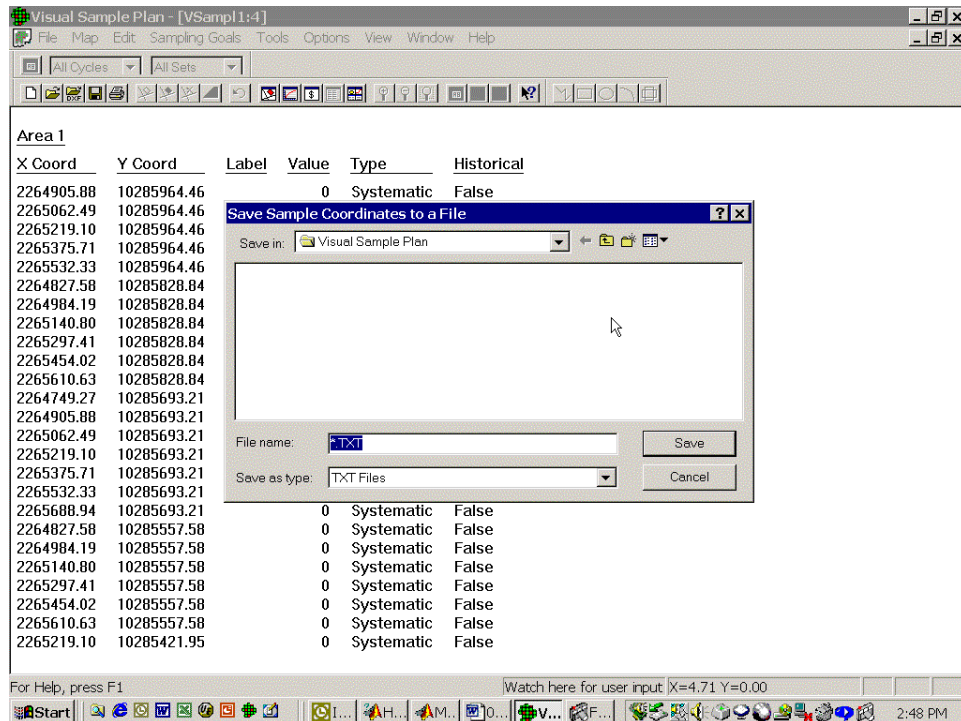 Visual Sample Plan - [VSampl1:4]
File Map Edit Sampling Goals Tools Options View Window Help
All Cycles All Sets
Area 1
X Coord Y Coord Label Value Type Historical
2264905.88 10285964.46 0 Systematic False
2265062.49 10285964.46
2265219.10 10285964.46
2265375.71 10285964.46
2265532.33 10285964.46
2264827.58 10285828.84
2264984.19 10285828.84
2265140.80 10285828.84
2265297.41 10285828.84
2265454.02 10285828.84
2265610.63 10285828.84
2264749.27 10285693.21
2264905.88 10285693.21
2265062.49 10285693.21
2265219.10 10285693.21
2265375.71 10285693.21
2265532.33 10285693.21
2265688.94 10285693.21 0 Systematic False
2264827.58 10285557.58 0 Systematic False
2264984.19 10285557.58 0 Systematic False
2265140.80 10285557.58 0 Systematic False
2265297.41 10285557.58 0 Systematic False
2265454.02 10285557.58 0 Systematic False
2265610.63 10285557.58 0 Systematic False
2265219.10 10285421.95 0 Systematic False
Save Sample Coordinates to a File
Save in: Visual Sample Plan
File name: *.TXT Save
Save as type: TXT Files Cancel
For Help, press F1 Watch here for user input X=4.71 Y=0.00
Start I... H... M... 0... V... F... 2:48 PM